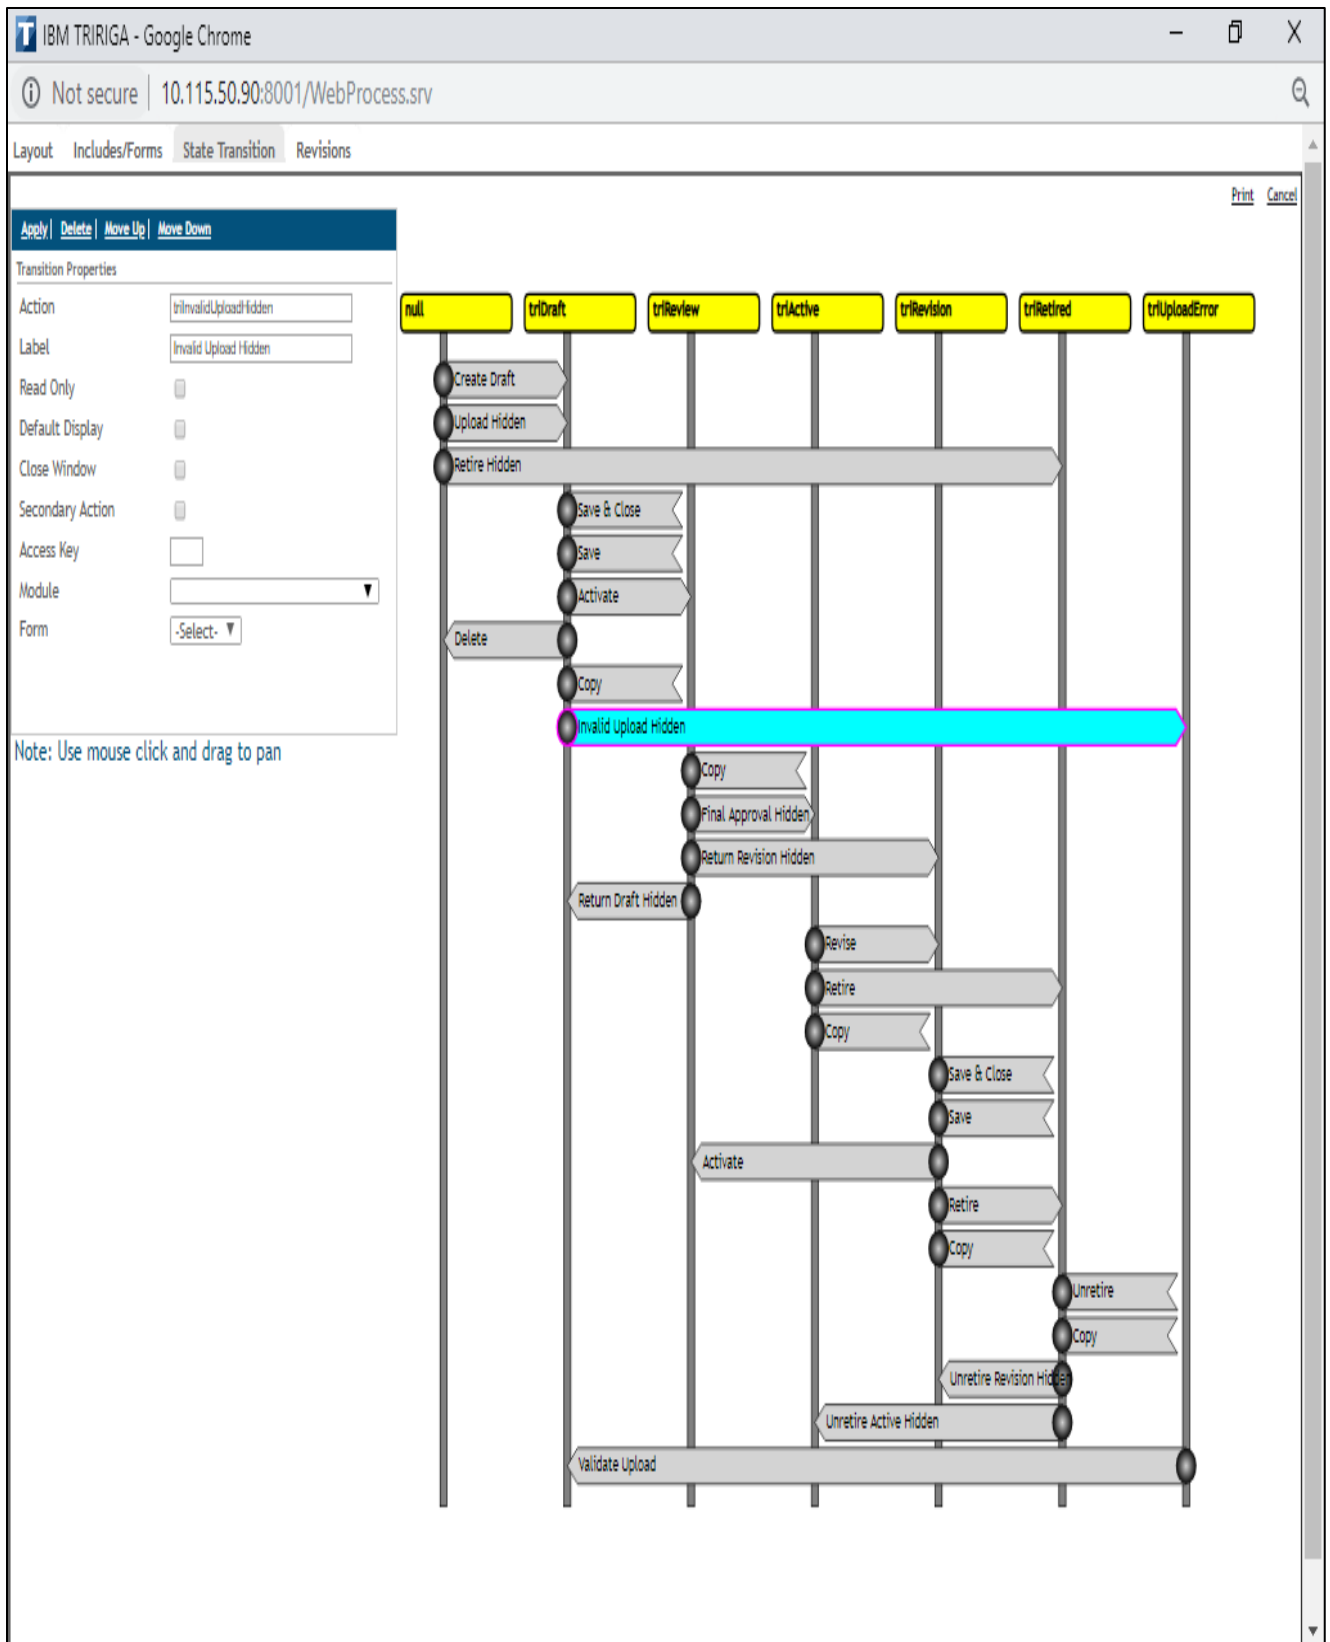 IBM TRIRIGA - Google Chrome
Not secure | 10.115.50.90:8001/WebProcess.srv
Layout Includes/Forms State Transition Revisions
Print Cancel
Apply | Delete | Move Up | Move Down
Transition Properties
Action triInvalidUploadHidden
Label Invalid Upload Hidden
Read Only
Default Display
Close Window
Secondary Action
Access Key
Module
Form -Select-
Note: Use mouse click and drag to pan
null triDraft triReview triActive triRevision triRetired triUploadError
Create Draft
Upload Hidden
Retire Hidden
Save & Close
Save
Activate
Delete
Copy
Invalid Upload Hidden
Copy
Final Approval Hidden
Return Revision Hidden
Return Draft Hidden
Revise
Retire
Copy
Save & Close
Save
Activate
Retire
Copy
Unretire
Copy
Unretire Revision Hidden
Unretire Active Hidden
Validate Upload